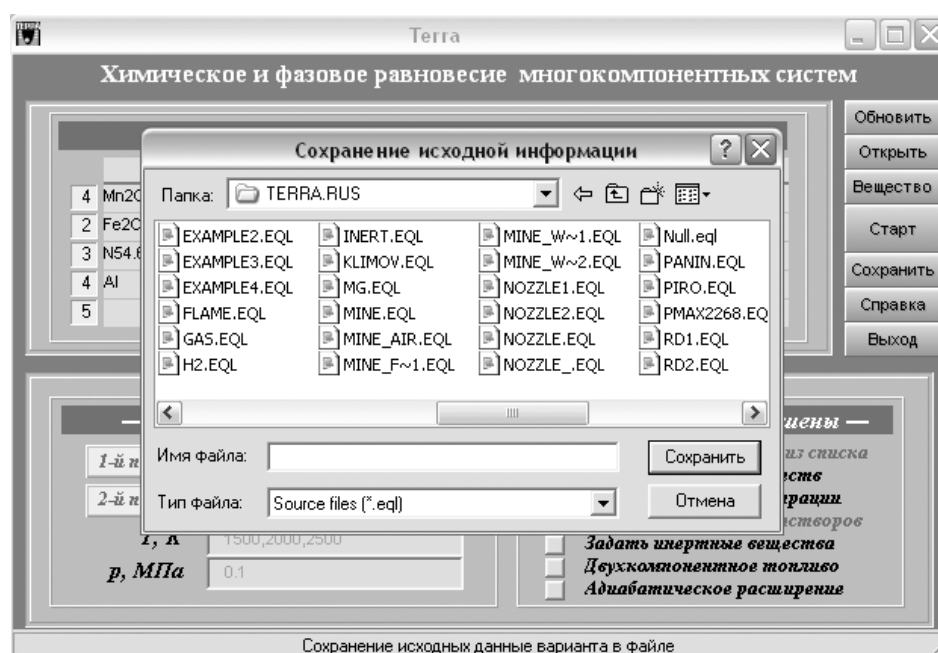 Terra
Химическое и фазовое равновесие многокомпонентных систем
Обновить
Открыть
Вещество
Старт
Сохранить
Справка
Выход
4 Mn2O
2 Fe2O
3 N54.6
4 Al
5
Сохранение исходной информации
Папка: TERRA.RUS
EXAMPLE2.EQL INERT.EQL MINE_W~1.EQL Null.eql
EXAMPLE3.EQL KLIMOV.EQL MINE_W~2.EQL PANIN.EQL
EXAMPLE4.EQL MG.EQL NOZZLE1.EQL PIRO.EQL
FLAME.EQL MINE.EQL NOZZLE2.EQL PMAX2268.EQ
GAS.EQL MINE_AIR.EQL NOZZLE.EQL RD1.EQL
H2.EQL MINE_F~1.EQL NOZZLE_.EQL RD2.EQL
Имя файла: Сохранить
Тип файла: Source files (*.eql) Отмена
1-й п из списка
2-й п
T, К 1500,2000,2500
p, МПа 0.1
Задать инертные вещества
Двухкомпонентное топливо
Адиабатическое расширение
Сохранение исходных данные варианта в файле